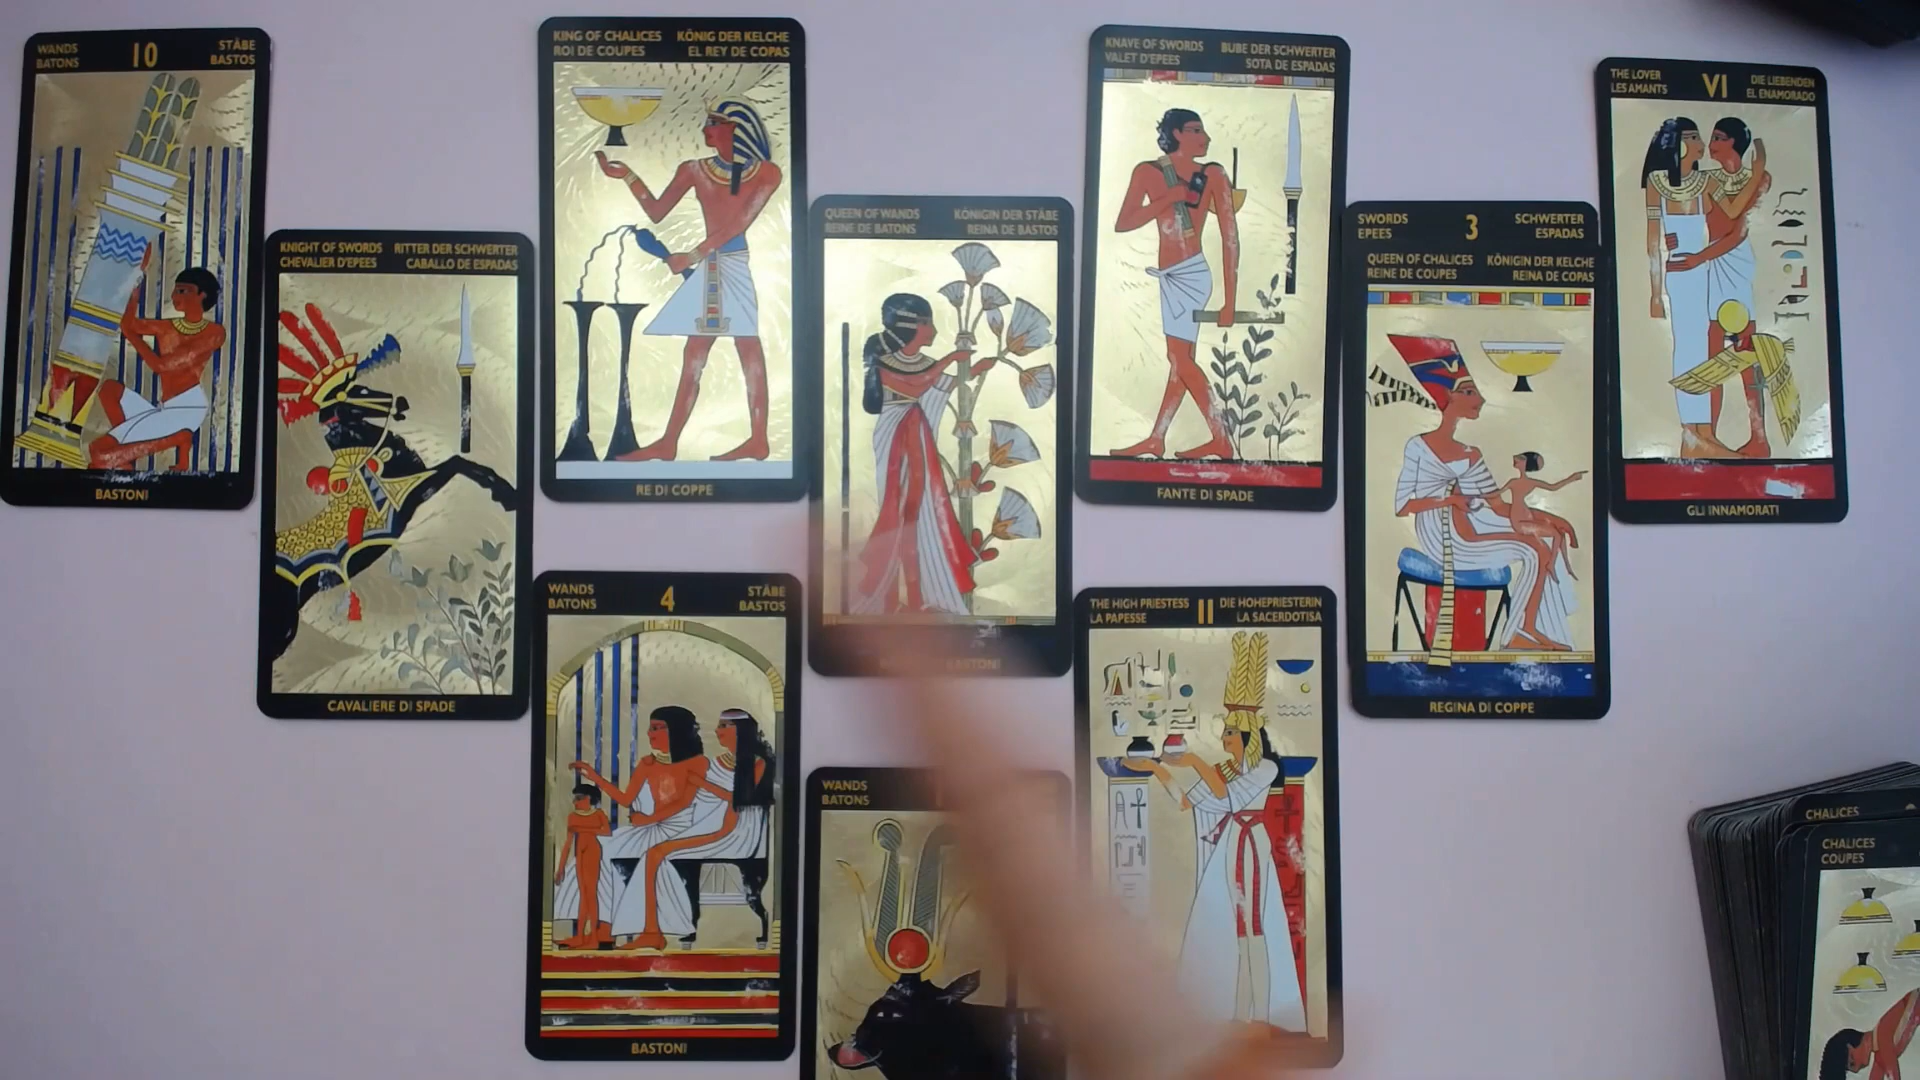 WANDS
BATONS
10
STÄBE
BASTOS
BASTONI
KNIGHT OF SWORDS
CHEVALIER D'EPEES
RITTER DER SCHWERTER
CABALLO DE ESPADAS
CAVALIERE DI SPADE
KING OF CHALICES
ROI DE COUPES
KÖNIG DER KELCHE
EL REY DE COPAS
RE DI COPPE
WANDS
BATONS
4
STÄBE
BASTOS
BASTONI
QUEEN OF WANDS
REINE DE BATONS
KÖNIGIN DER STÄBE
REINA DE BASTOS
BASTONI
WANDS
BATONS
KNAVE OF SWORDS
VALET D'EPEES
BUBE DER SCHWERTER
SOTA DE ESPADAS
FANTE DI SPADE
THE HIGH PRIESTESS
LA PAPESSE
II
DIE HOHEPRIESTERIN
LA SACERDOTISA
SWORDS
EPEES
3
SCHWERTER
ESPADAS
QUEEN OF CHALICES
REINE DE COUPES
KÖNIGIN DER KELCHE
REINA DE COPAS
REGINA DI COPPE
THE LOVER
LES AMANTS
VI
DIE LIEBENDEN
EL ENAMORADO
GLI INNAMORATI
CHALICES
CHALICES
COUPES